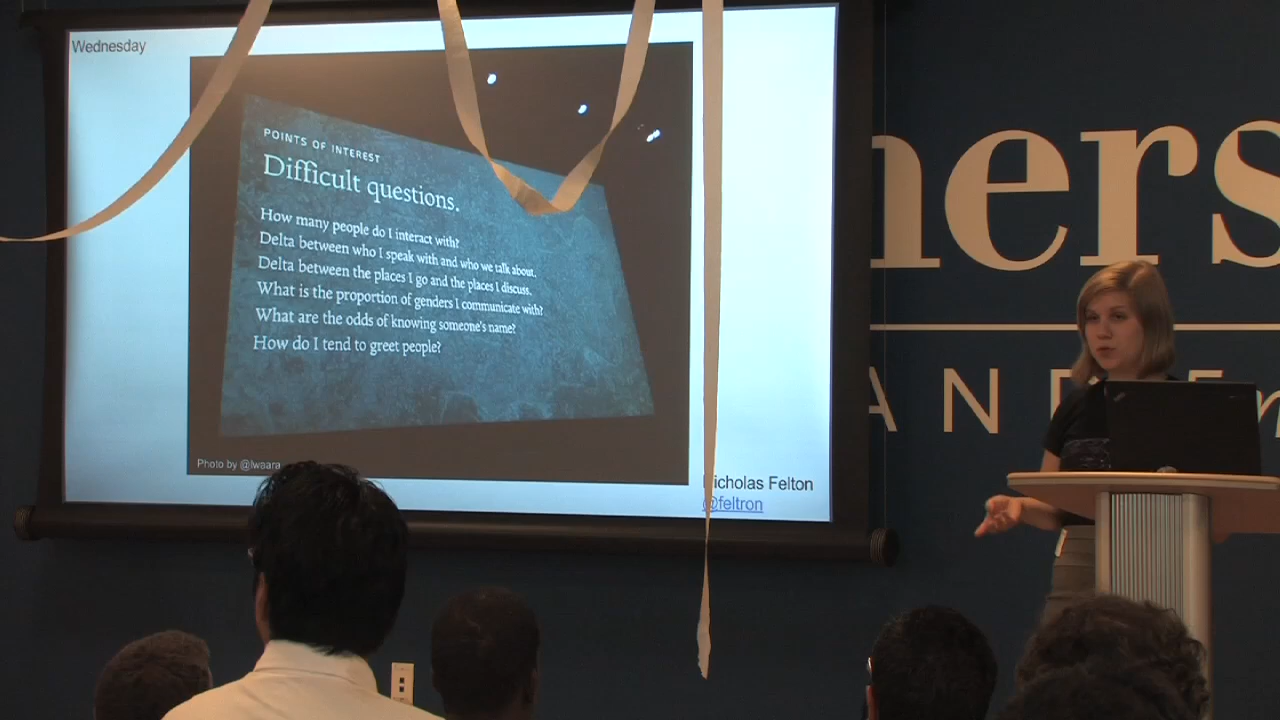 Wednesday
POINTS OF INTEREST
Difficult questions.
How many people do I interact with?
Delta between who I speak with and who we talk about.
Delta between the places I go and the places I discuss.
What is the proportion of genders I communicate with?
What are the odds of knowing someone's name?
How do I tend to greet people?
Photo by @lwaara
icholas Felton
@feltron
ners
AND